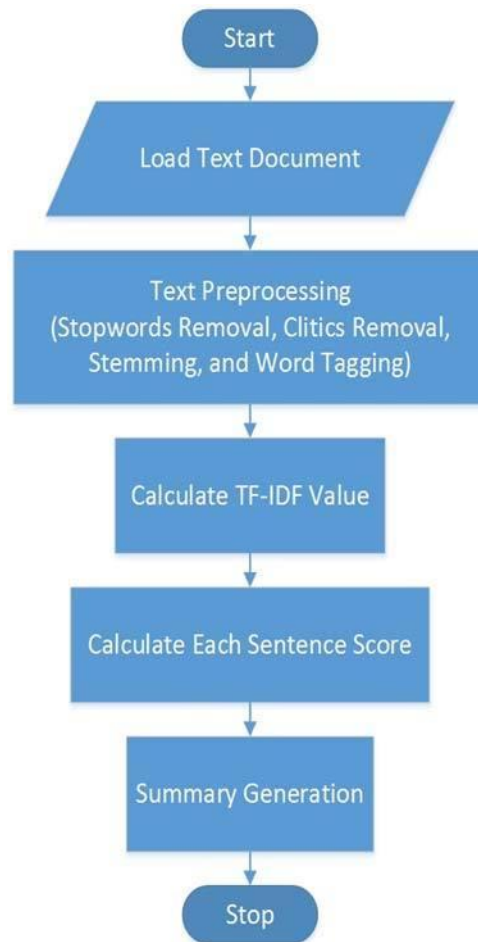 Start
Load Text Document
Text Preprocessing
(Stopwords Removal, Clitics Removal,
Stemming, and Word Tagging)
Calculate TF-IDF Value
Calculate Each Sentence Score
Summary Generation
Stop